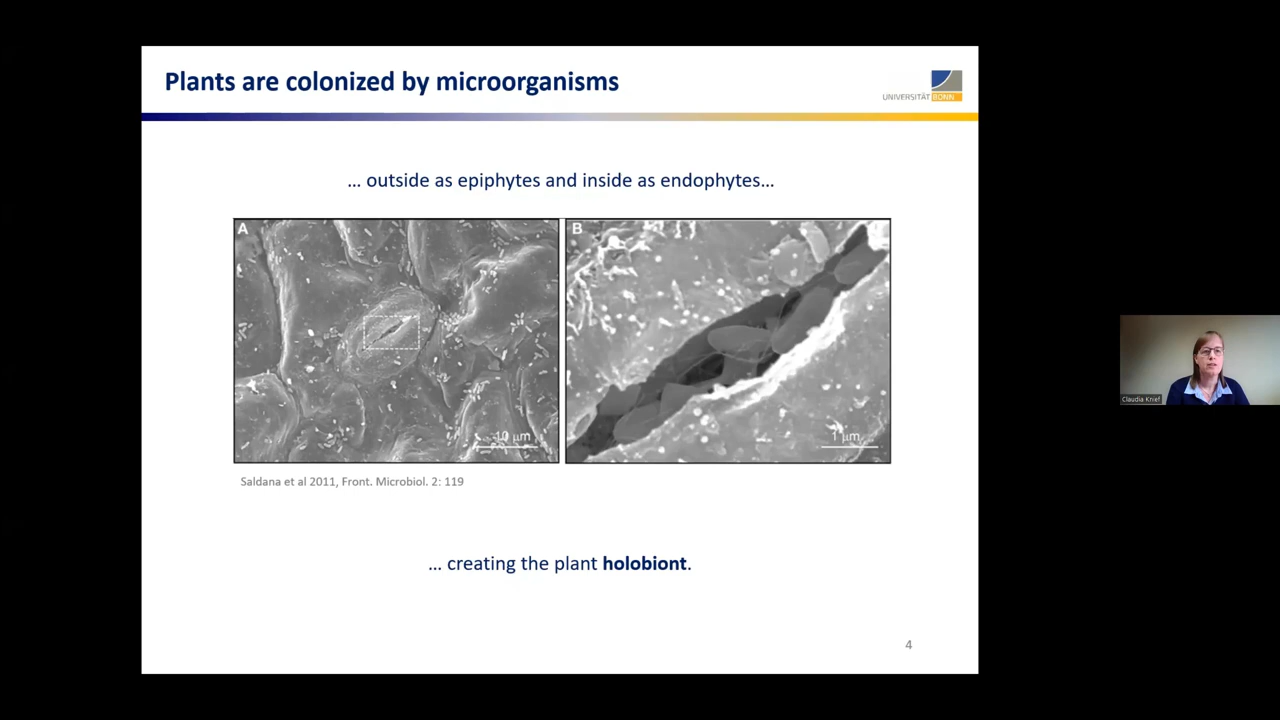 Plants are colonized by microorganisms
UNIVERSITÄT BONN
... outside as epiphytes and inside as endophytes...
A
B
10 µm
1 µm
Saldana et al 2011, Front. Microbiol. 2: 119
Claudia Knief
... creating the plant holobiont.
4